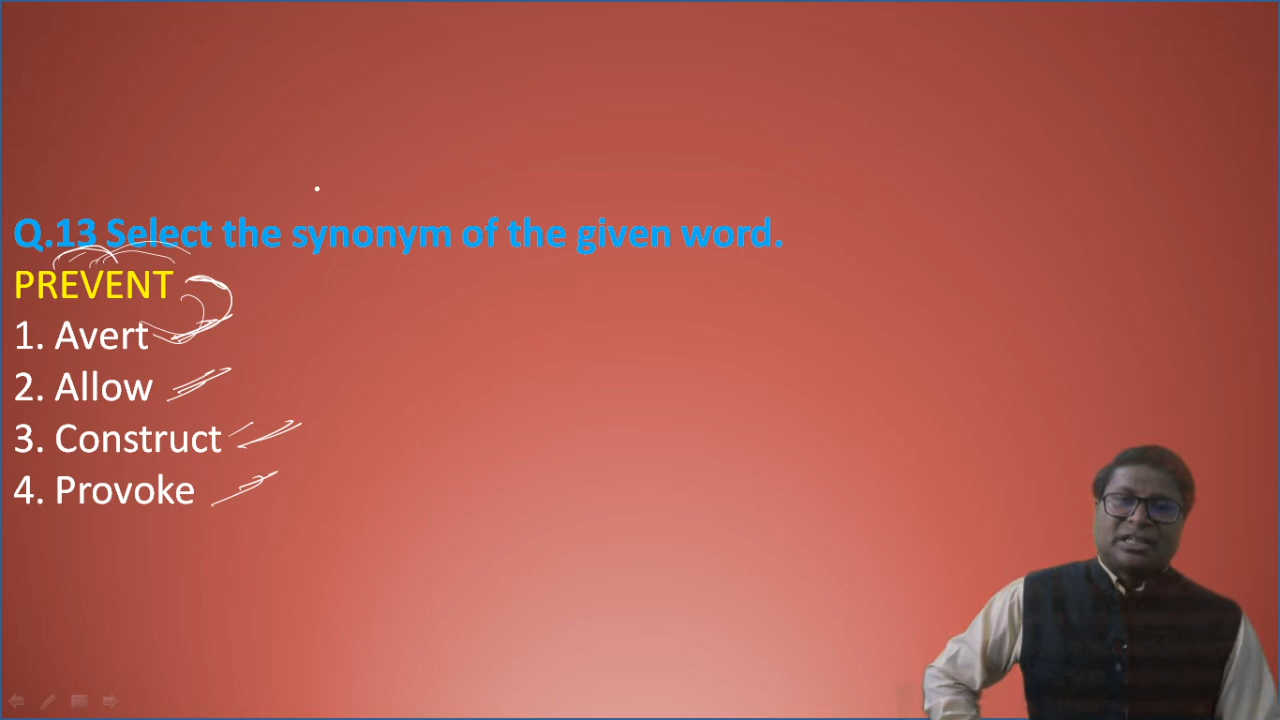 Q.13 Select the synonym of the given word.
PREVENT
1. Avert
2. Allow
3. Construct
4. Provoke